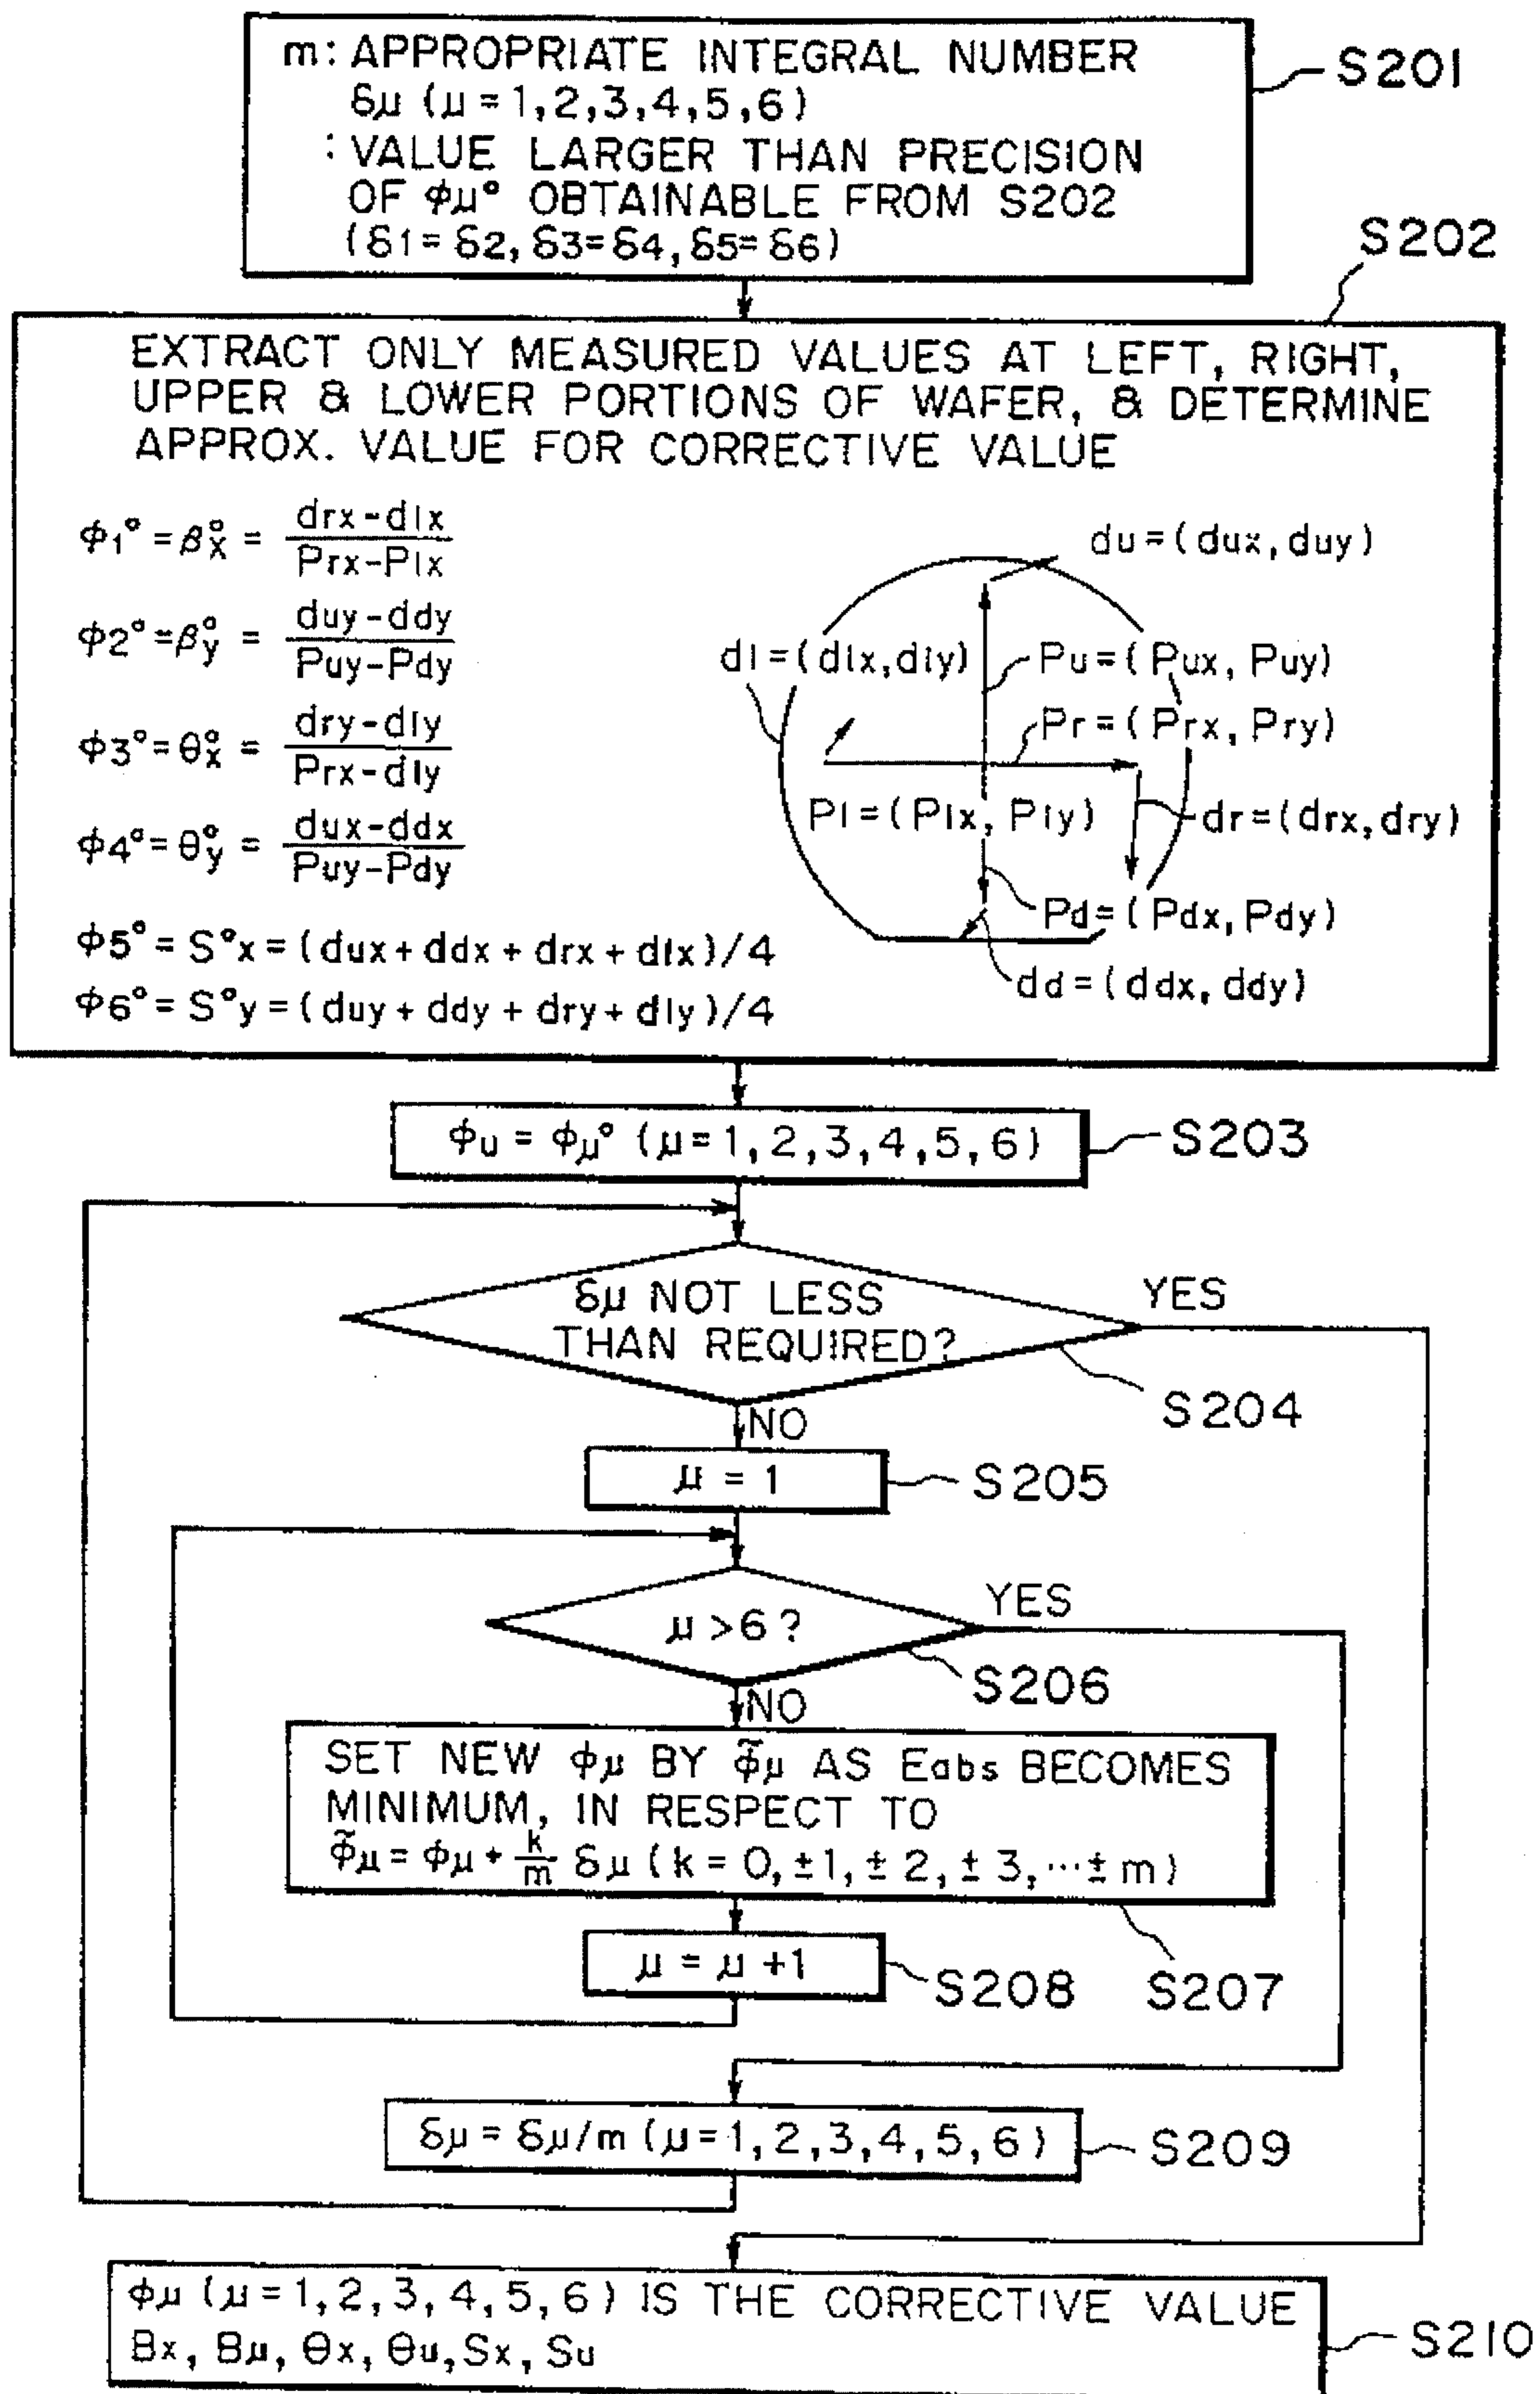 m: APPROPRIATE INTEGRAL NUMBER
δμ (μ = 1,2,3,4,5,6)
: VALUE LARGER THAN PRECISION
OF φμ° OBTAINABLE FROM S202
(δ1=δ2, δ3=δ4, δ5=δ6)
S201
S202
EXTRACT ONLY MEASURED VALUES AT LEFT, RIGHT,
UPPER & LOWER PORTIONS OF WAFER, & DETERMINE
APPROX. VALUE FOR CORRECTIVE VALUE
φ1° = β°x = drx-dlx / Prx-Plx
φ2° = β°y = duy-ddy / Puy-Pdy
φ3° = θ°x = dry-dly / Prx-dly
φ4° = θ°y = dux-ddx / Puy-Pdy
φ5° = S°x = (dux + ddx + drx + dlx)/4
φ6° = S°y = (duy + ddy + dry + dly)/4
du = (dux, duy)
dl = (dlx, dly)
Pu = (Pux, Puy)
Pr = (Prx, Pry)
Pl = (Plx, Ply)
dr = (drx, dry)
Pd = (Pdx, Pdy)
dd = (ddx, ddy)
φu = φμ° (μ = 1,2,3,4,5,6)
S203
δμ NOT LESS
THAN REQUIRED?
YES
S204
NO
μ = 1
S205
μ > 6 ?
YES
S206
NO
SET NEW φμ BY φ̃μ AS Eabs BECOMES
MINIMUM, IN RESPECT TO
φ̃μ = φμ + k/m δμ (k = 0, ±1, ± 2, ± 3, ··· ± m)
S207
μ = μ +1
S208
δμ = δμ/m (μ = 1,2,3,4,5,6)
S209
φμ (μ = 1,2,3,4,5,6) IS THE CORRECTIVE VALUE
Bx, Bμ, θx, θu, Sx, Su
S210